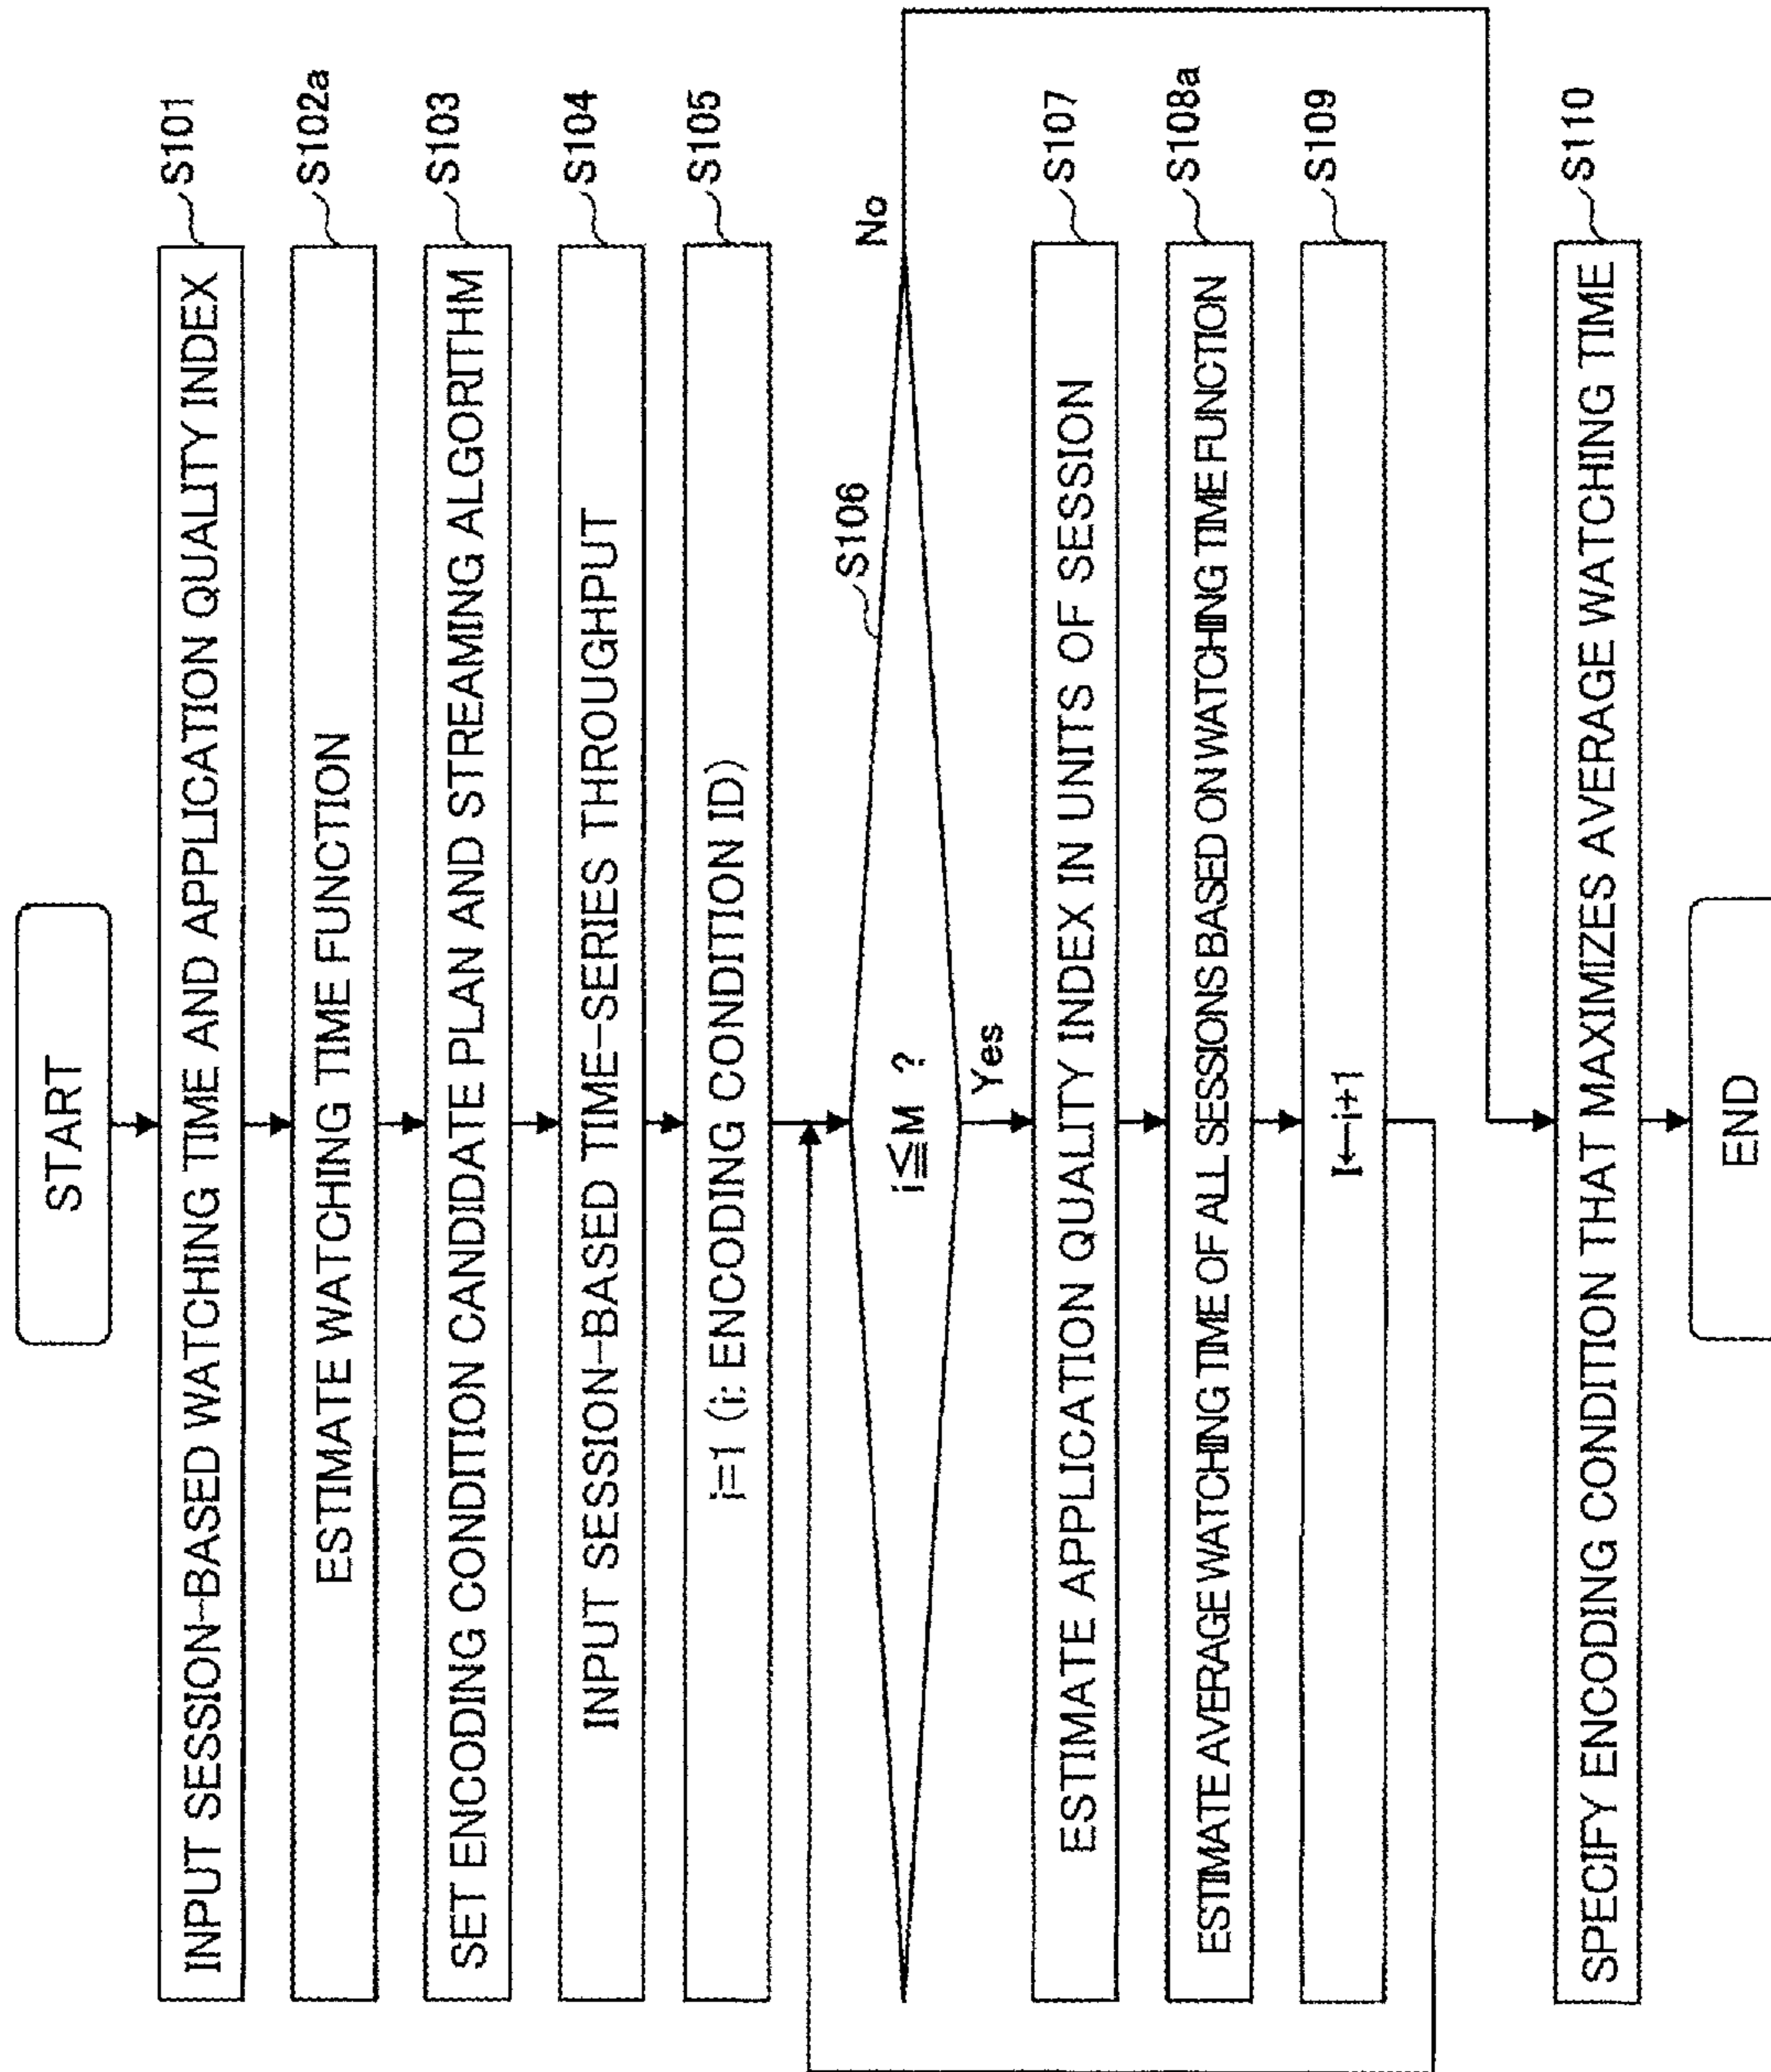 START
INPUT SESSION-BASED WATCHING TIME AND APPLICATION QUALITY INDEX
S101
ESTIMATE WATCHING TIME FUNCTION
S102a
SET ENCODING CONDITION CANDIDATE PLAN AND STREAMING ALGORITHM
S103
INPUT SESSION-BASED TIME-SERIES THROUGHPUT
S104
i=1 (i: ENCODING CONDITION ID)
S105
i≦M ?
S106
No
Yes
ESTIMATE APPLICATION QUALITY INDEX IN UNITS OF SESSION
S107
ESTIMATE AVERAGE WATCHING TIME OF ALL SESSIONS BASED ON WATCHING TIME FUNCTION
S108a
I←i+1
S109
SPECIFY ENCODING CONDITION THAT MAXIMIZES AVERAGE WATCHING TIME
S110
END